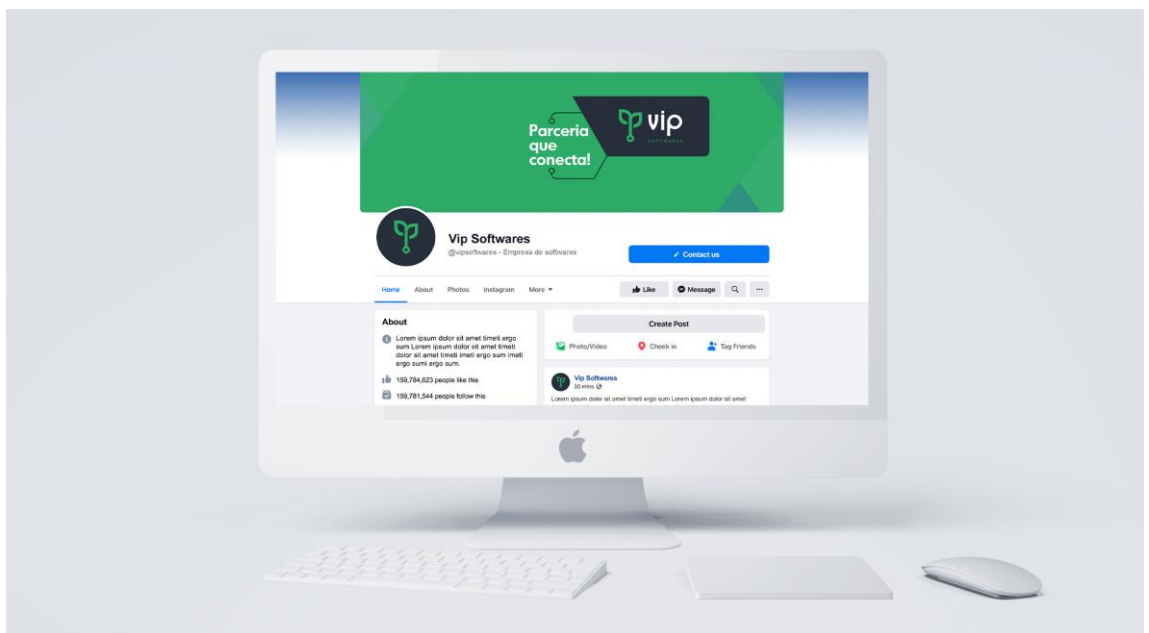 Parceria
que
conecta!
vip
SOFTWARES
Vip Softwares
@vipsoftwares - Empresa de softwares
Contact us
Home About Photos Instagram More
Like Message
About
Lorem ipsum dolor sit amet timeti ergo
sum Lorem ipsum dolor sit amet timeti
dolor sit amet timeti imeti ergo sum imeti
ergo sumi ergo sum.
159,784,623 people like this
159,781,544 people follow this
Create Post
Photo/Video Check in Tag Friends
Vip Softwares
30 mins
Lorem ipsum dolor sit amet timeti ergo sum Lorem ipsum dolor sit amet